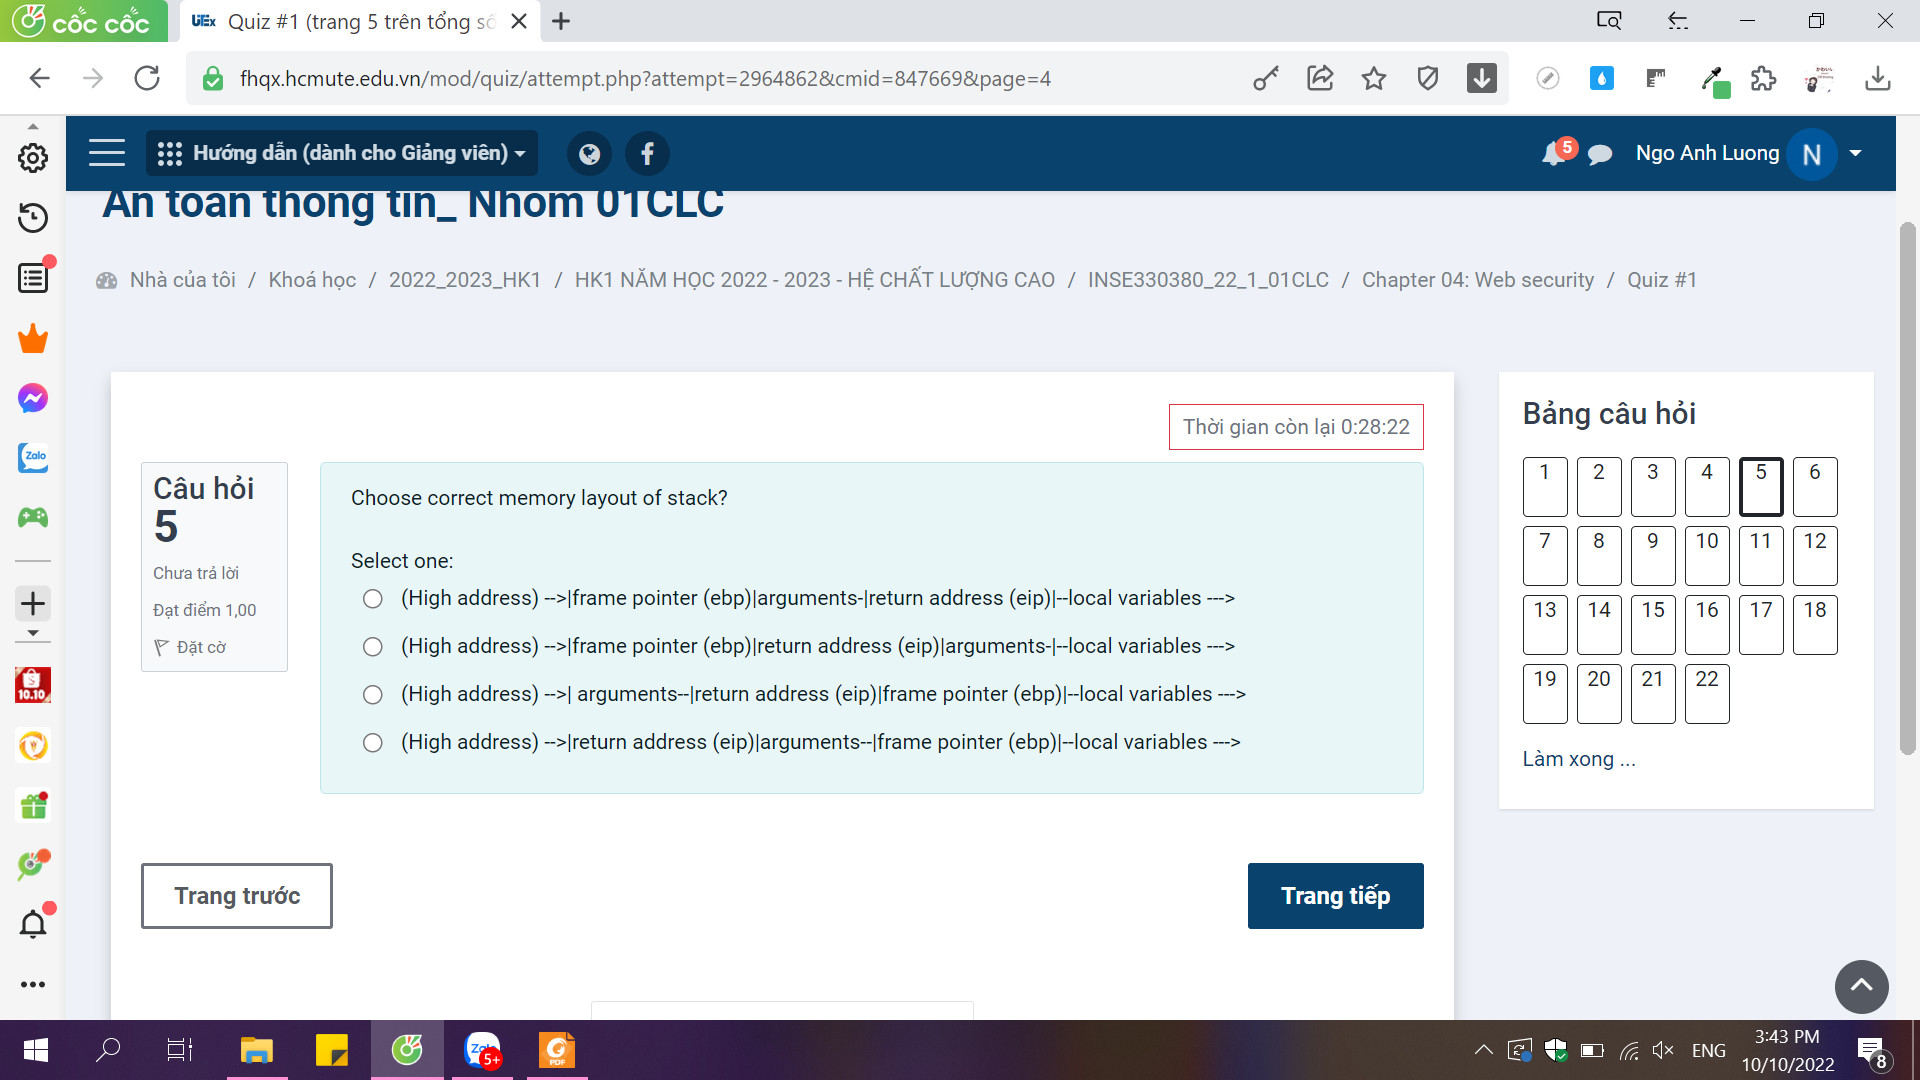 cốc cốc
UTEx Quiz #1 (trang 5 trên tổng số
fhqx.hcmute.edu.vn/mod/quiz/attempt.php?attempt=2964862&cmid=847669&page=4
Hướng dẫn (dành cho Giảng viên)
5
Ngo Anh Luong
N
An toàn thông tin_ Nhóm 01CLC
Nhà của tôi / Khoá học / 2022_2023_HK1 / HK1 NĂM HỌC 2022 - 2023 - HỆ CHẤT LƯỢNG CAO / INSE330380_22_1_01CLC / Chapter 04: Web security / Quiz #1
Thời gian còn lại 0:28:22
Câu hỏi
5
Chưa trả lời
Đạt điểm 1,00
Đặt cờ
Choose correct memory layout of stack?
Select one:
(High address) -->|frame pointer (ebp)|arguments-|return address (eip)|--local variables --->
(High address) -->|frame pointer (ebp)|return address (eip)|arguments-|--local variables --->
(High address) -->| arguments--|return address (eip)|frame pointer (ebp)|--local variables --->
(High address) -->|return address (eip)|arguments--|frame pointer (ebp)|--local variables --->
Trang trước
Trang tiếp
Bảng câu hỏi
1 2 3 4 5 6
7 8 9 10 11 12
13 14 15 16 17 18
19 20 21 22
Làm xong ...
Zalo
10.10
Zalo
5+
PDF
ENG
3:43 PM
10/10/2022
8